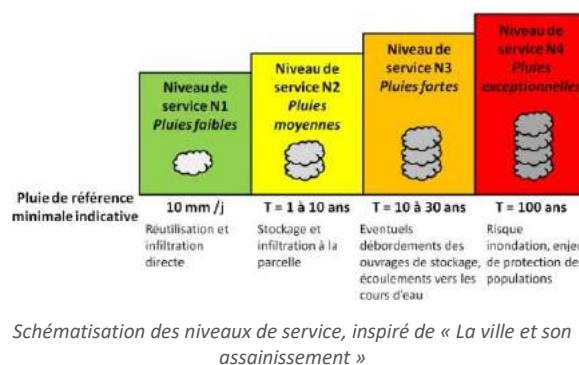 Niveau de
service N1
Pluies faibles
Niveau de
service N2
Pluies
moyennes
Niveau de
service N3
Pluies fortes
Niveau de
service N4
Pluies
exceptionnelles
Pluie de référence
minimale indicative
10 mm /j
T = 1 à 10 ans
T = 10 à 30 ans
T = 100 ans
Réutilisation et
infiltration
directe
Stockage et
infiltration à la
parcelle
Eventuels
débordements des
ouvrages de stockage,
écoulements vers les
cours d'eau
Risque
inondation, enjeu
de protection de
populations
Schématisation des niveaux de service, inspiré de « La ville et son
assainissement »